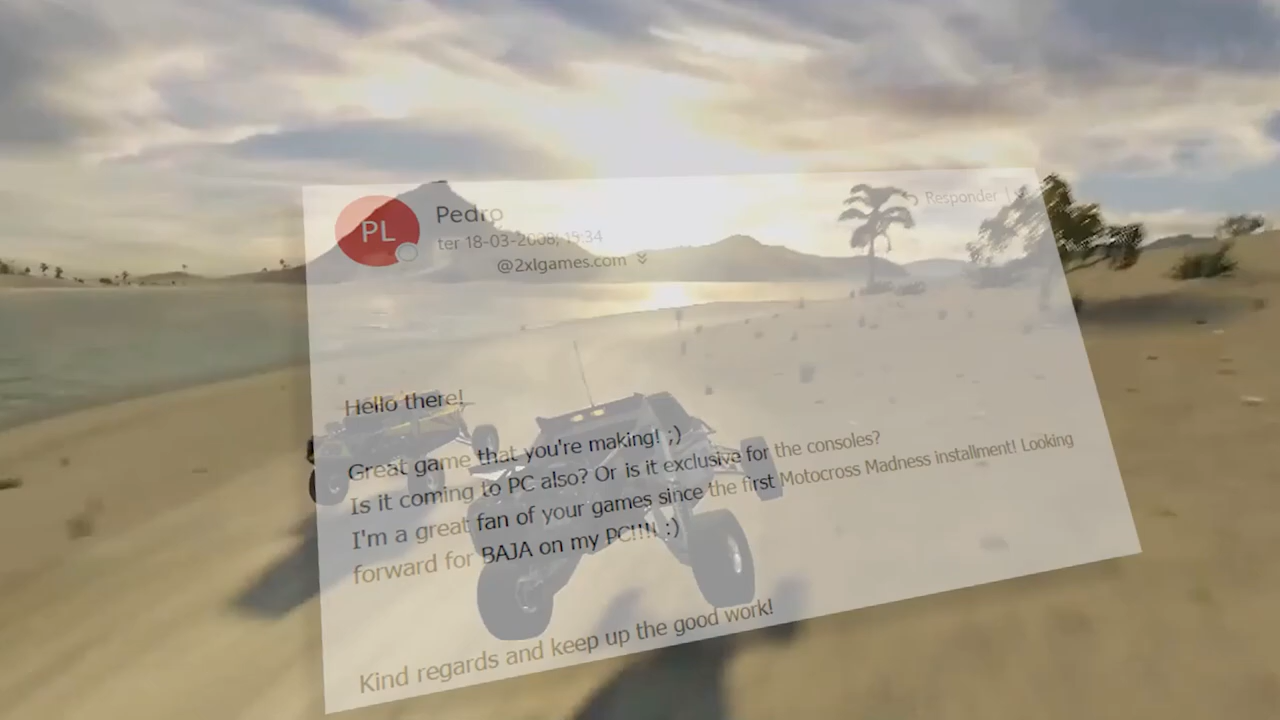 PL
Pedro
Responder
ter 18-03-2008; 19:34
@2xlgames.com
Hello there!
Great game that you're making! ;)
Is it coming to PC also? Or is it exclusive for the consoles?
I'm a great fan of your games since the first Motocross Madness installment! Looking
forward for BAJA on my PC!!!! ;)
Kind regards and keep up the good work!